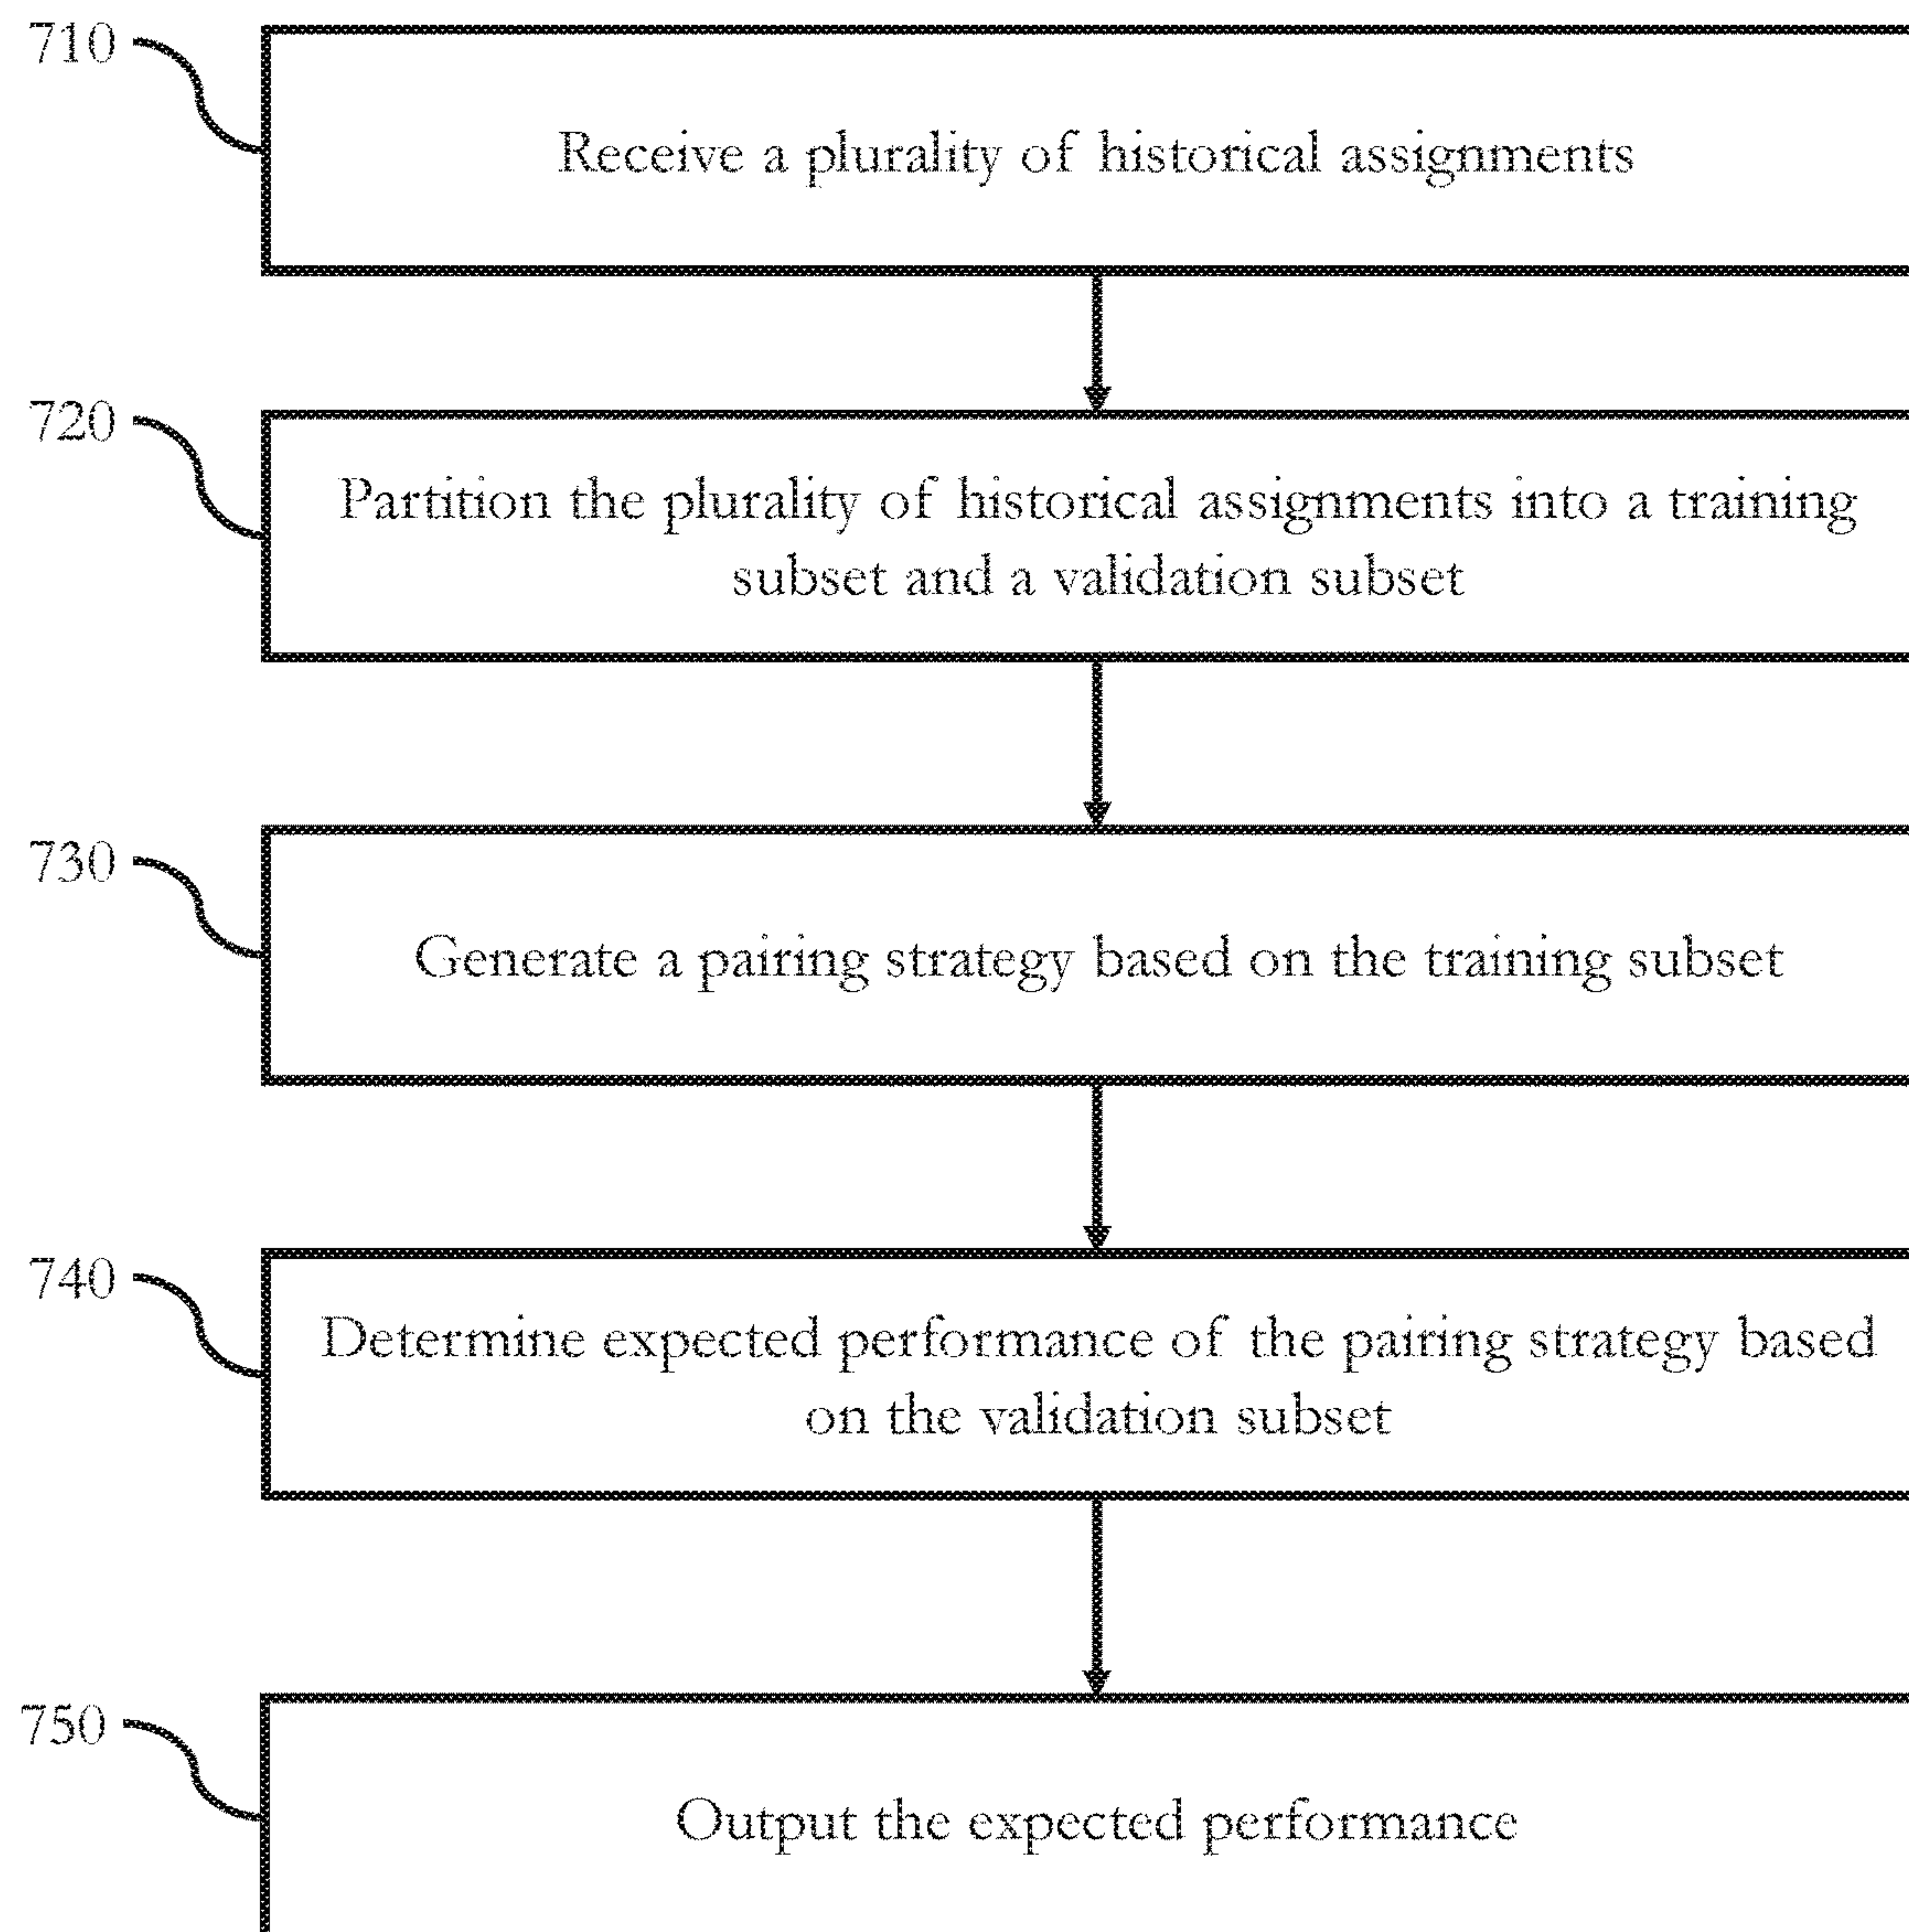 710
Receive a plurality of historical assignments
720
Partition the plurality of historical assignments into a training
subset and a validation subset
730
Generate a pairing strategy based on the training subset
740
Determine expected performance of the pairing strategy based
on the validation subset
750
Output the expected performance